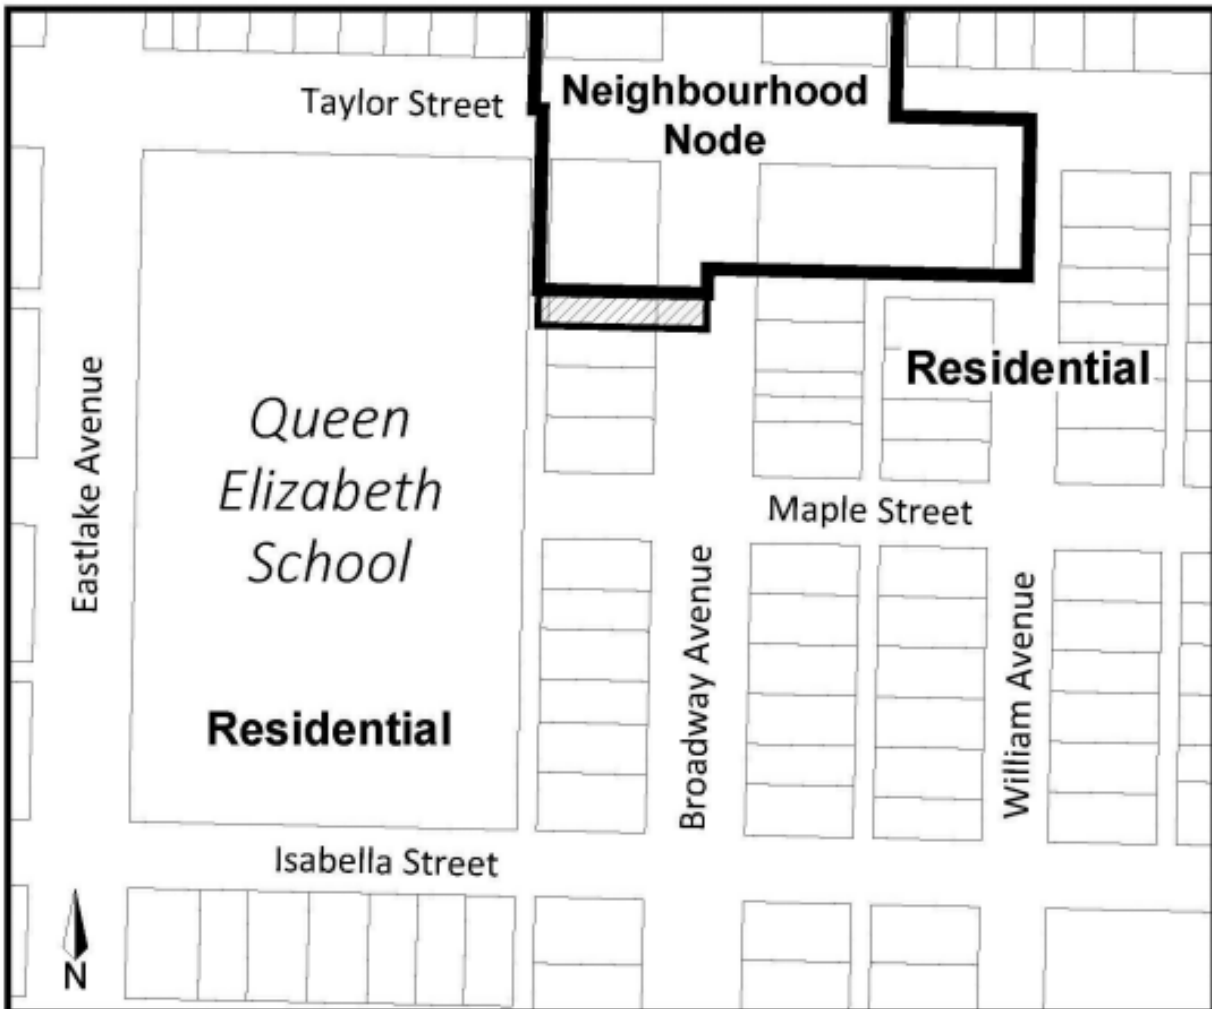 Taylor Street
Neighbourhood
Node
Eastlake Avenue
Queen
Elizabeth
School
Residential
Residential
Maple Street
Broadway Avenue
William Avenue
Isabella Street
N